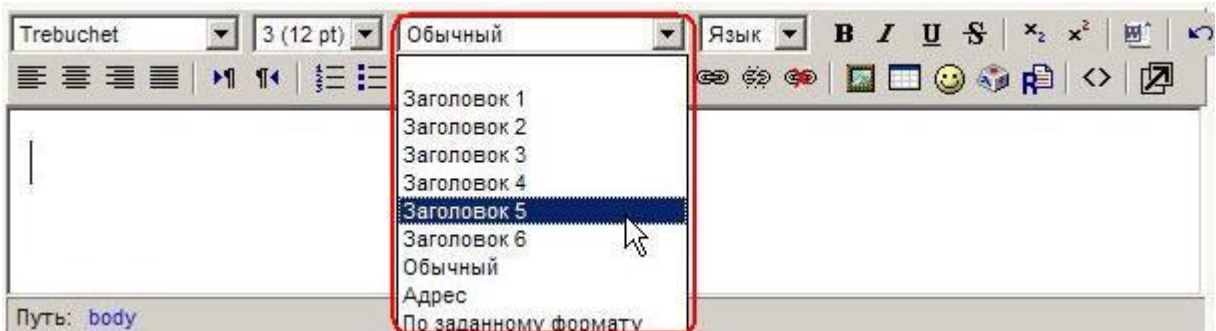 Trebuchet 3 (12 pt) Обычный Язык B I U S x₂ x²
Заголовок 1
Заголовок 2
Заголовок 3
Заголовок 4
Заголовок 5
Заголовок 6
Обычный
Адрес
По заданному формату
Путь: body